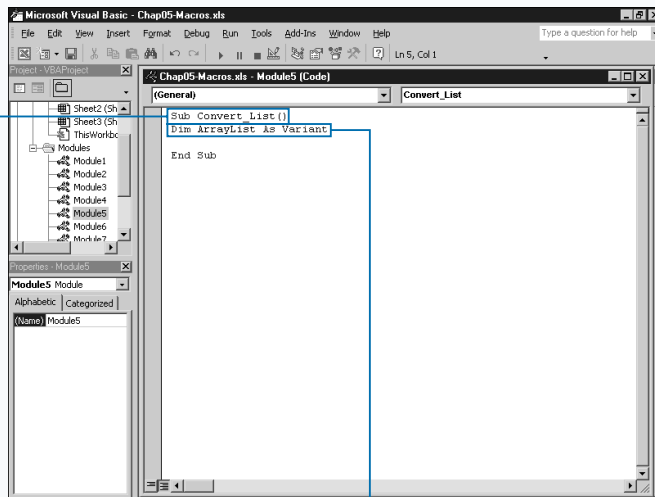 Microsoft Visual Basic - Chap05-Macros.xls
File Edit View Insert Format Debug Run Tools Add-Ins Window Help
Type a question for help
Ln 5, Col 1
Project - VBAProject
Sheet2 (Sh
Sheet3 (Sh
ThisWorkbo
Modules
Module1
Module2
Module3
Module4
Module5
Module6
Module7
Properties - Module5
Module5 Module
Alphabetic Categorized
(Name) Module5
Chap05-Macros.xls - Module5 (Code)
(General) Convert_List
Sub Convert_List()
Dim ArrayList As Variant
End Sub